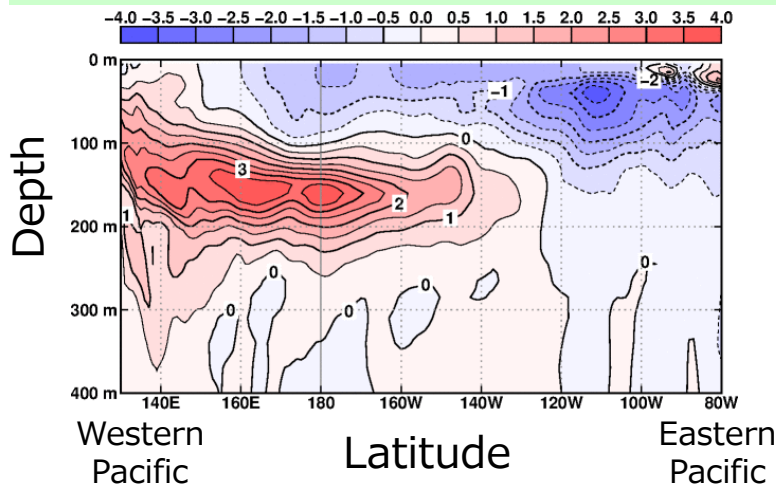 −4.0 −3.5 −3.0 −2.5 −2.0 −1.5 −1.0 −0.5 0.0 0.5 1.0 1.5 2.0 2.5 3.0 3.5 4.0
0 m
−2
−1
100 m
0
3
Depth
2
200 m
1
1
0
0
0
300 m
0
0
400 m
140E 160E 180 160W 140W 120W 100W 80W
Western
Pacific
Latitude
Eastern
Pacific